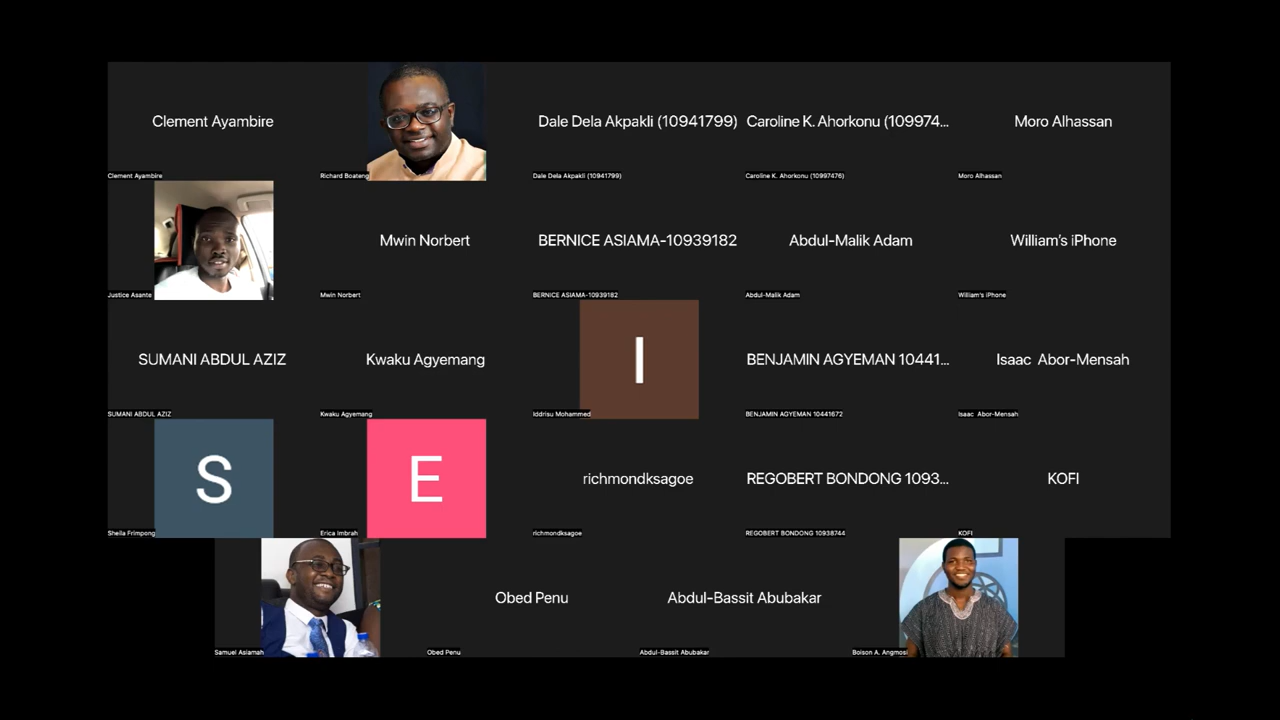 Clement Ayambire
Dale Dela Akpakli (10941799)
Caroline K. Ahorkonu (109974...
Moro Alhassan
Clement Ayambire
Richard Boateng
Dale Dela Akpakli (10941799)
Caroline K. Ahorkonu (10997476)
Moro Alhassan
Mwin Norbert
BERNICE ASIAMA-10939182
Abdul-Malik Adam
William's iPhone
Justice Asante
Mwin Norbert
BERNICE ASIAMA-10939182
Abdul-Malik Adam
William's iPhone
SUMANI ABDUL AZIZ
Kwaku Agyemang
I
BENJAMIN AGYEMAN 10441...
Isaac Abor-Mensah
SUMANI ABDUL AZIZ
Kwaku Agyemang
Iddrisu Mohammed
BENJAMIN AGYEMAN 10441672
Isaac Abor-Mensah
S
E
richmondksagoe
REGOBERT BONDONG 1093...
KOFI
Sheila Frimpong
Erica Imbrah
richmondksagoe
REGOBERT BONDONG 10938744
KOFI
Obed Penu
Abdul-Bassit Abubakar
Samuel Asiamah
Obed Penu
Abdul-Bassit Abubakar
Boison A. Angmosi